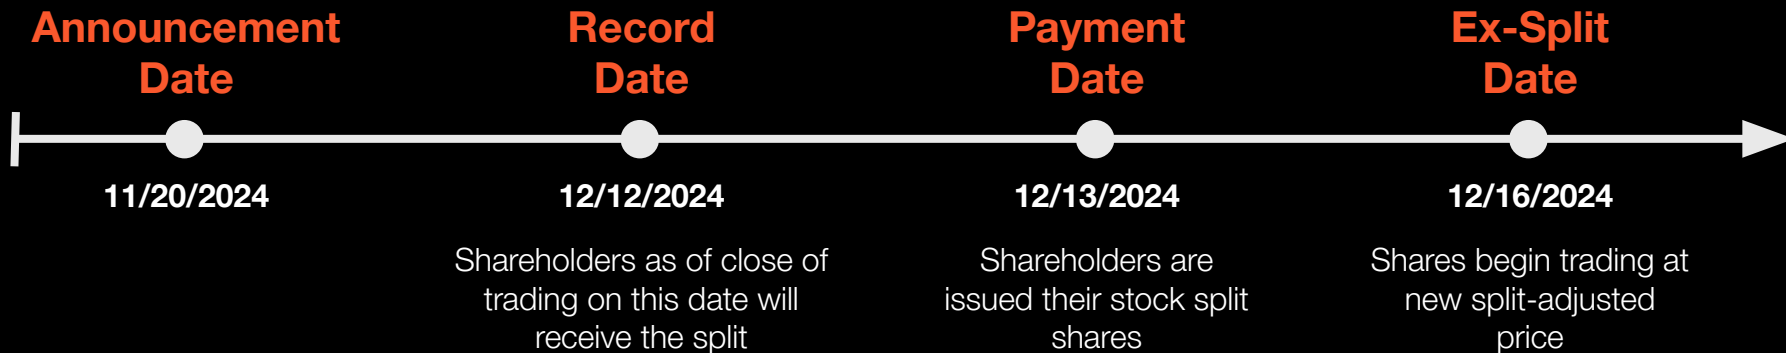 Announcement
Date
11/20/2024
Record
Date
12/12/2024
Shareholders as of close of
trading on this date will
receive the split
Payment
Date
12/13/2024
Shareholders are
issued their stock split
shares
Ex-Split
Date
12/16/2024
Shares begin trading at
new split-adjusted
price